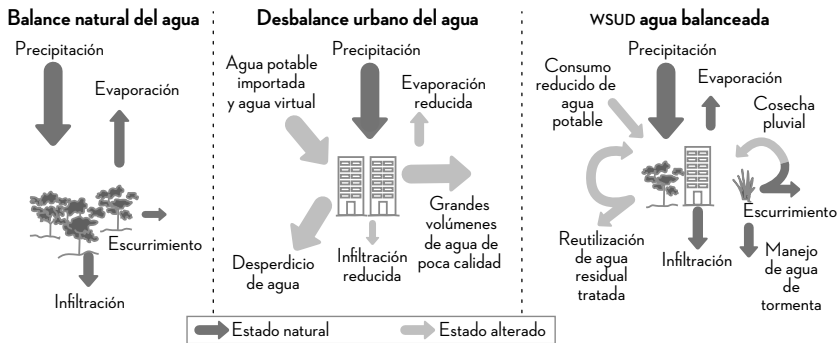 Balance natural del agua
Precipitación
Evaporación
Escurrimiento
Infiltración
Desbalance urbano del agua
Agua potable
importada
y agua virtual
Precipitación
Evaporación
reducida
Grandes
volúmenes
de agua de
poca calidad
Infiltración
reducida
Desperdicio
de agua
WSUD agua balanceada
Consumo
reducido de
agua
potable
Precipitación
Evaporación
Cosecha
pluvial
Escurrimiento
Reutilización
de agua
residual
tratada
Infiltración
Manejo
de agua
de
tormenta
Estado natural
Estado alterado